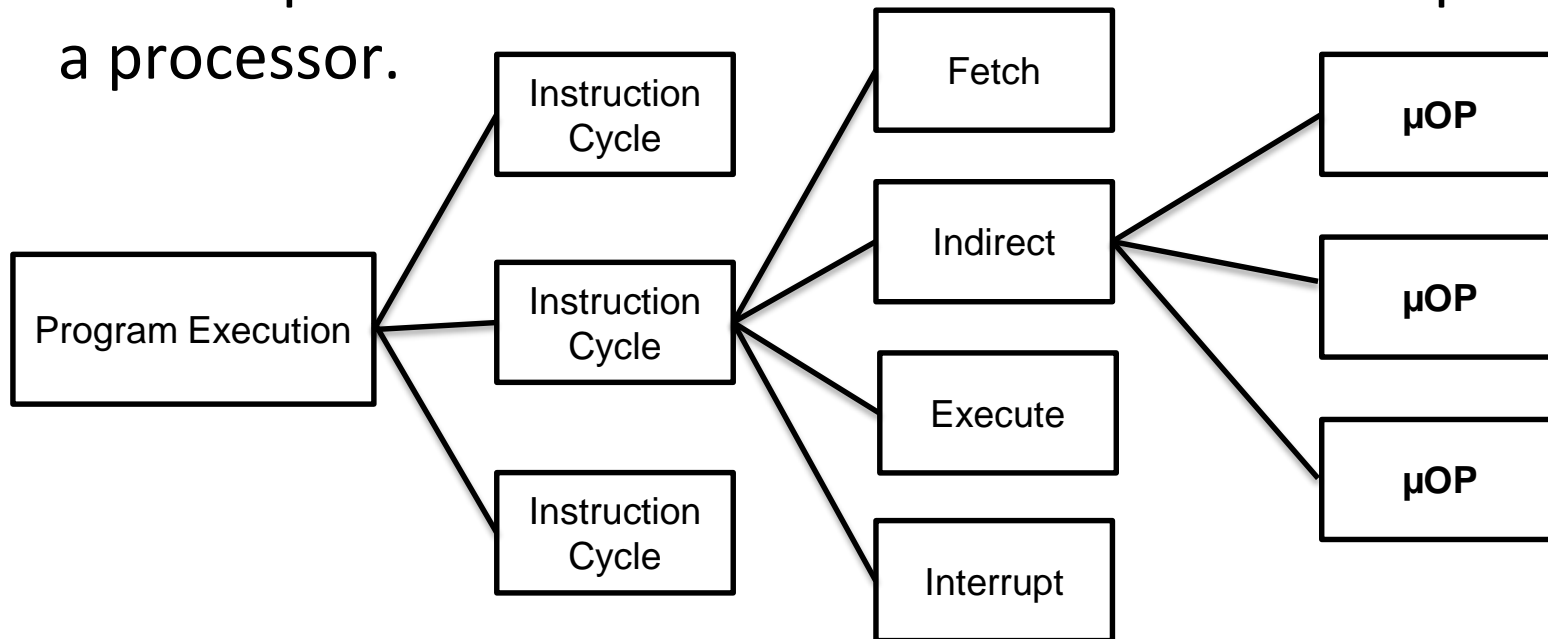 a processor.
Program Execution
Instruction
Cycle
Instruction
Cycle
Instruction
Cycle
Fetch
Indirect
Execute
Interrupt
µOP
µOP
µOP